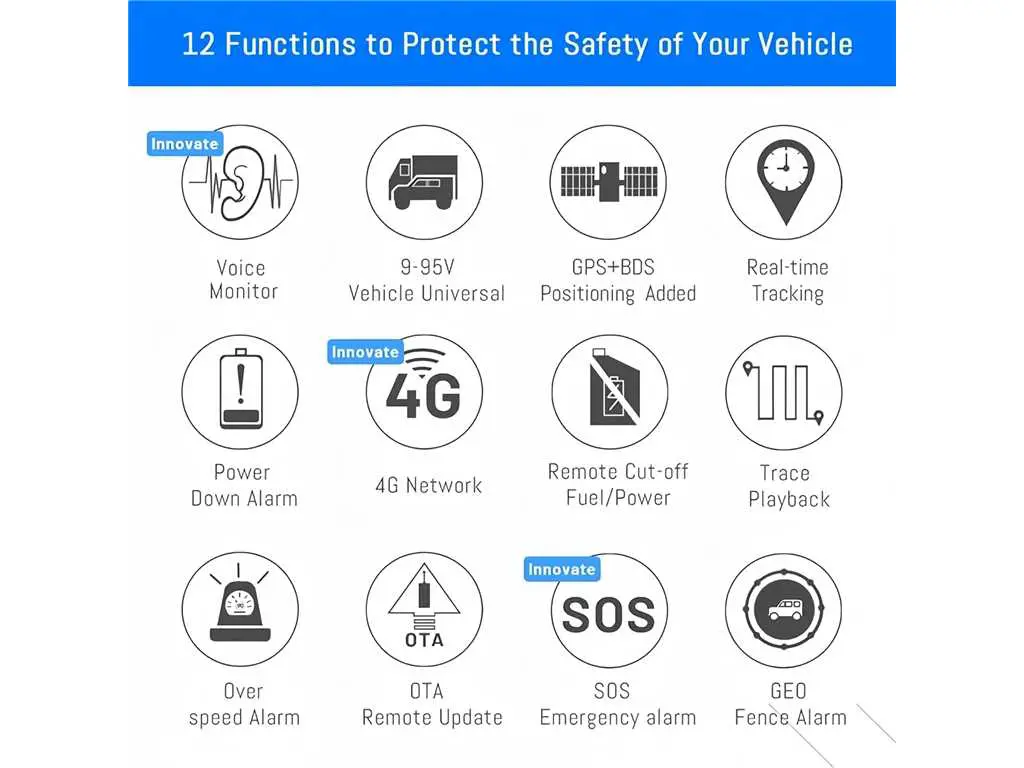 12 Functions to Protect the Safety of Your Vehicle
Innovate
Voice
Monitor
9-95V
Vehicle Universal
GPS+BDS
Positioning Added
Real-time
Tracking
Power
Down Alarm
Innovate
4G
4G Network
Remote Cut-off
Fuel/Power
Trace
Playback
Over
speed Alarm
OTA
OTA
Remote Update
Innovate
SOS
SOS
Emergency alarm
GEO
Fence Alarm